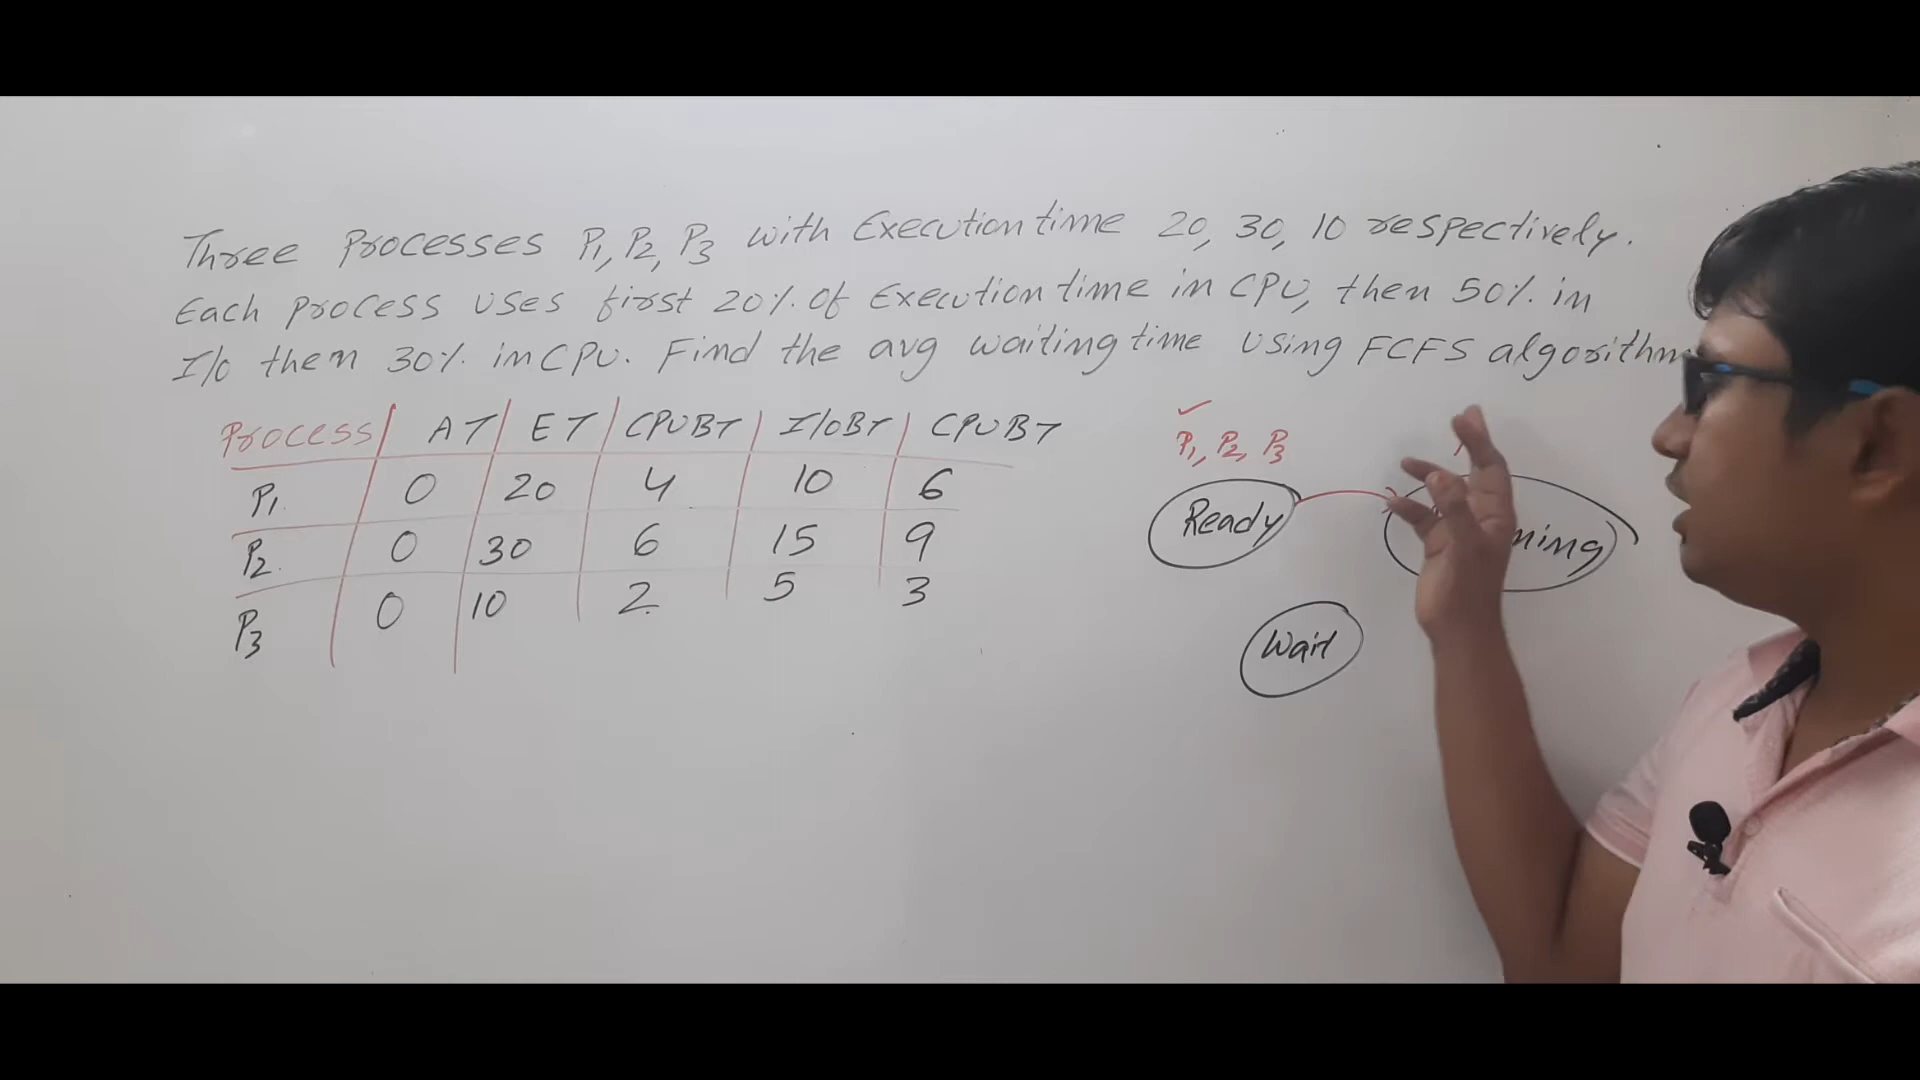 Three Processes P1, P2, P3 with Execution time 20, 30, 10 respectively.
Each process uses first 20% of Execution time in CPU, then 50% in
I/o then 30% in CPU. Find the avg waiting time using FCFS algorithm
Process AT ET CPUBT I/oBT CPUBT
P1 0 20 4 10 6
P2 0 30 6 15 9
P3 0 10 2 5 3
P1, P2, P3
Ready
Wait